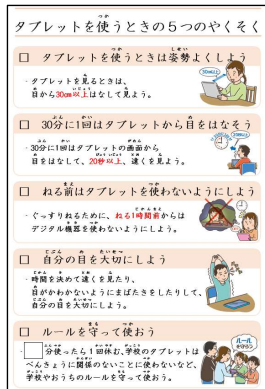 タブレットを使うときの５つのやくそく
□ タブレットを使うときは姿勢よくしよう
・タブレットを見るときは、
目から30cm以上はなして見よう。
□ 30分に1回はタブレットから目をはなそう
・30分に1回はタブレットの画面から
目をはなして、20秒以上、遠くを見よう。
□ ねる前はタブレットを使わないようにしよう
・ぐっすりねるために、ねる1時間前からは
デジタル機器を使わないようにしよう。
□ 自分の目を大切にしよう
・時間を決めて遠くを見たり、
目がかわかないようにまばたきをしたりして、
自分の目を大切にしよう。
□ ルールを守って使おう
・□分使ったら1回休む、学校のタブレットは
べんきょうに関係のないことに使わないなど、
学校やおうちのルールを守って使おう。